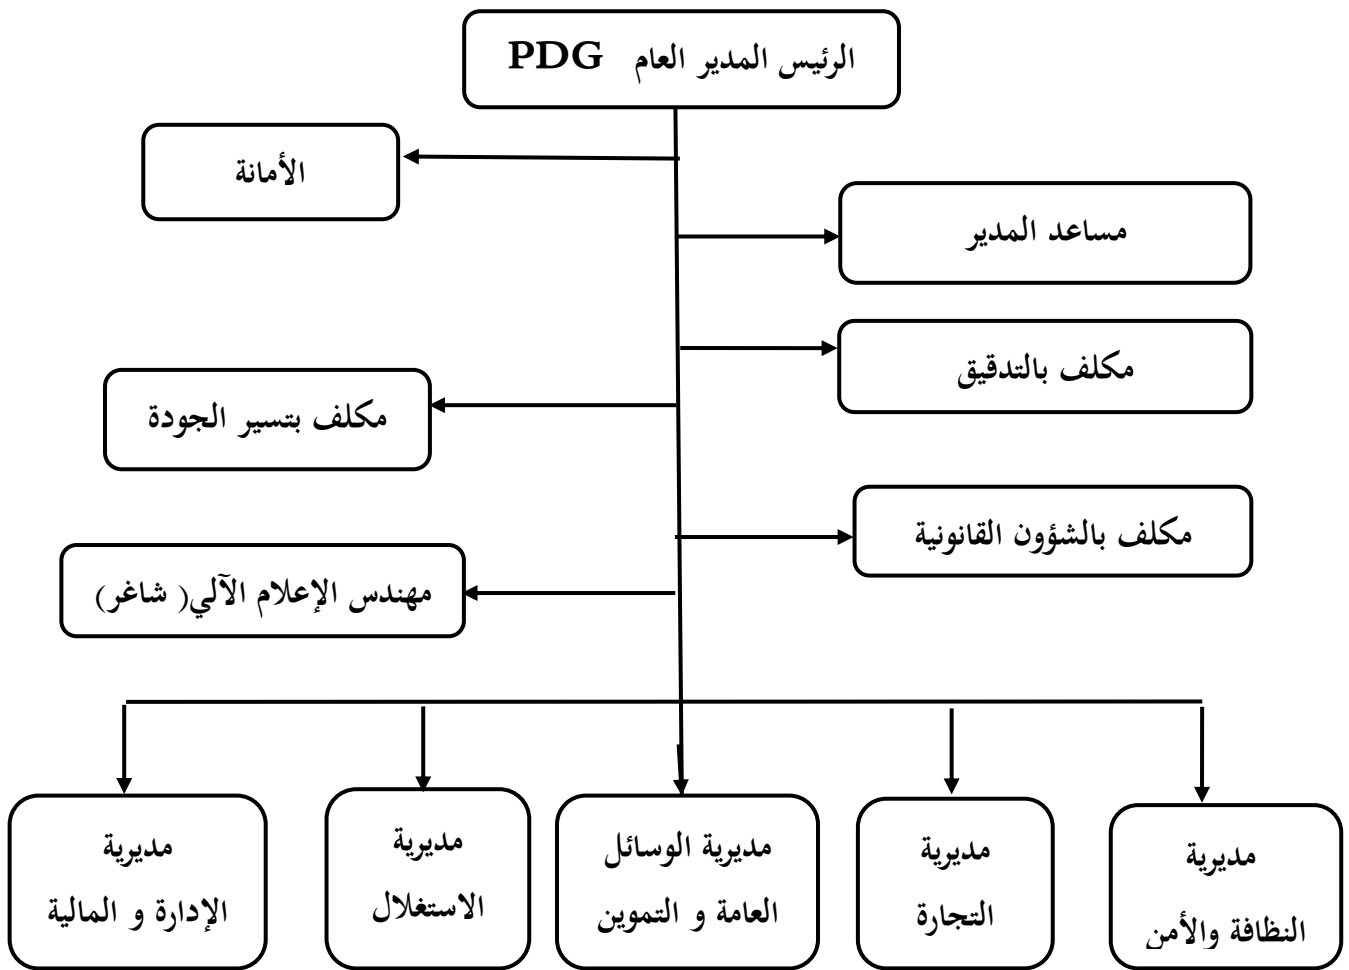 الرئيس المدير العام PDG
الأمانة
مساعد المدير
مكلف بالتدقيق
مكلف بتسير الجودة
مكلف بالشؤون القانونية
مهندس الإعلام الآلي( شاغر)
مديرية
النظافة والأمن
مديرية
التجارة
مديرية الوسائل
العامة و التموين
مديرية
الاستغلال
مديرية
الإدارة و المالية